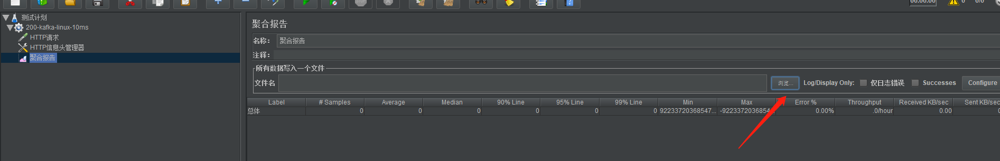 00:00:00 0 0/0
测试计划
200-kafka-linux-10ms
HTTP请求
HTTP信息头管理器
聚合报告
聚合报告
名称： 聚合报告
注释：
所有数据写入一个文件
文件名 浏览... Log/Display Only: 仅日志错误 Successes Configure
Label # Samples Average Median 90% Line 95% Line 99% Line Min Max Error % Throughput Received KB/sec Sent KB/sec
总体 0 0 0 0 0 0 92233720368547... -9223372036854... 0.00% .0/hour 0.00